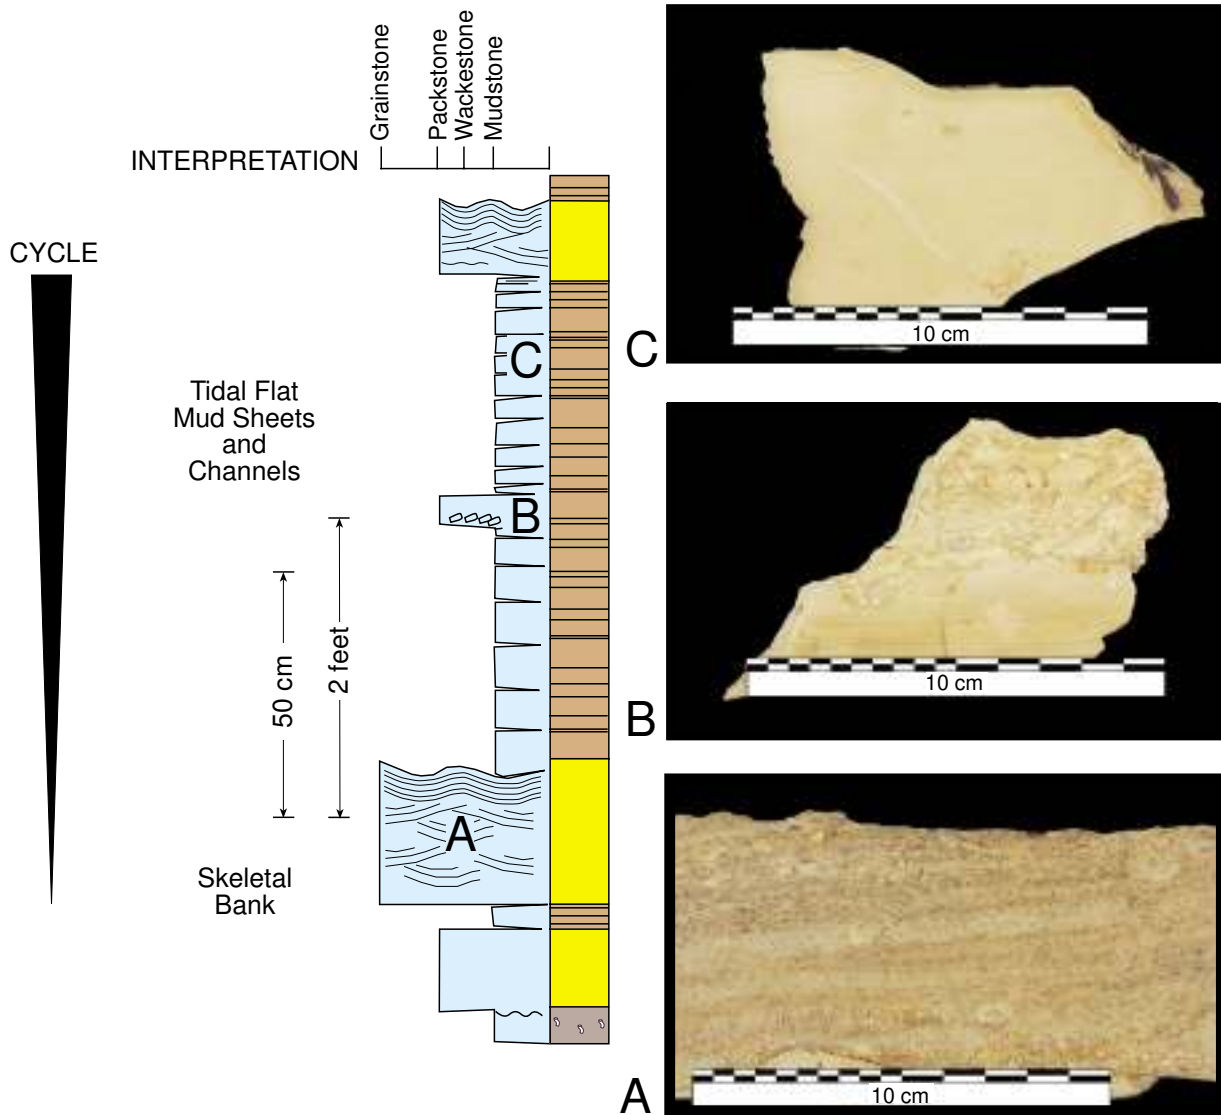 Grainstone
Packstone
Wackestone
Mudstone
INTERPRETATION
CYCLE
Tidal Flat
Mud Sheets
and
Channels
50 cm
2 feet
Skeletal
Bank
C
B
A
C
10 cm
B
10 cm
A
10 cm